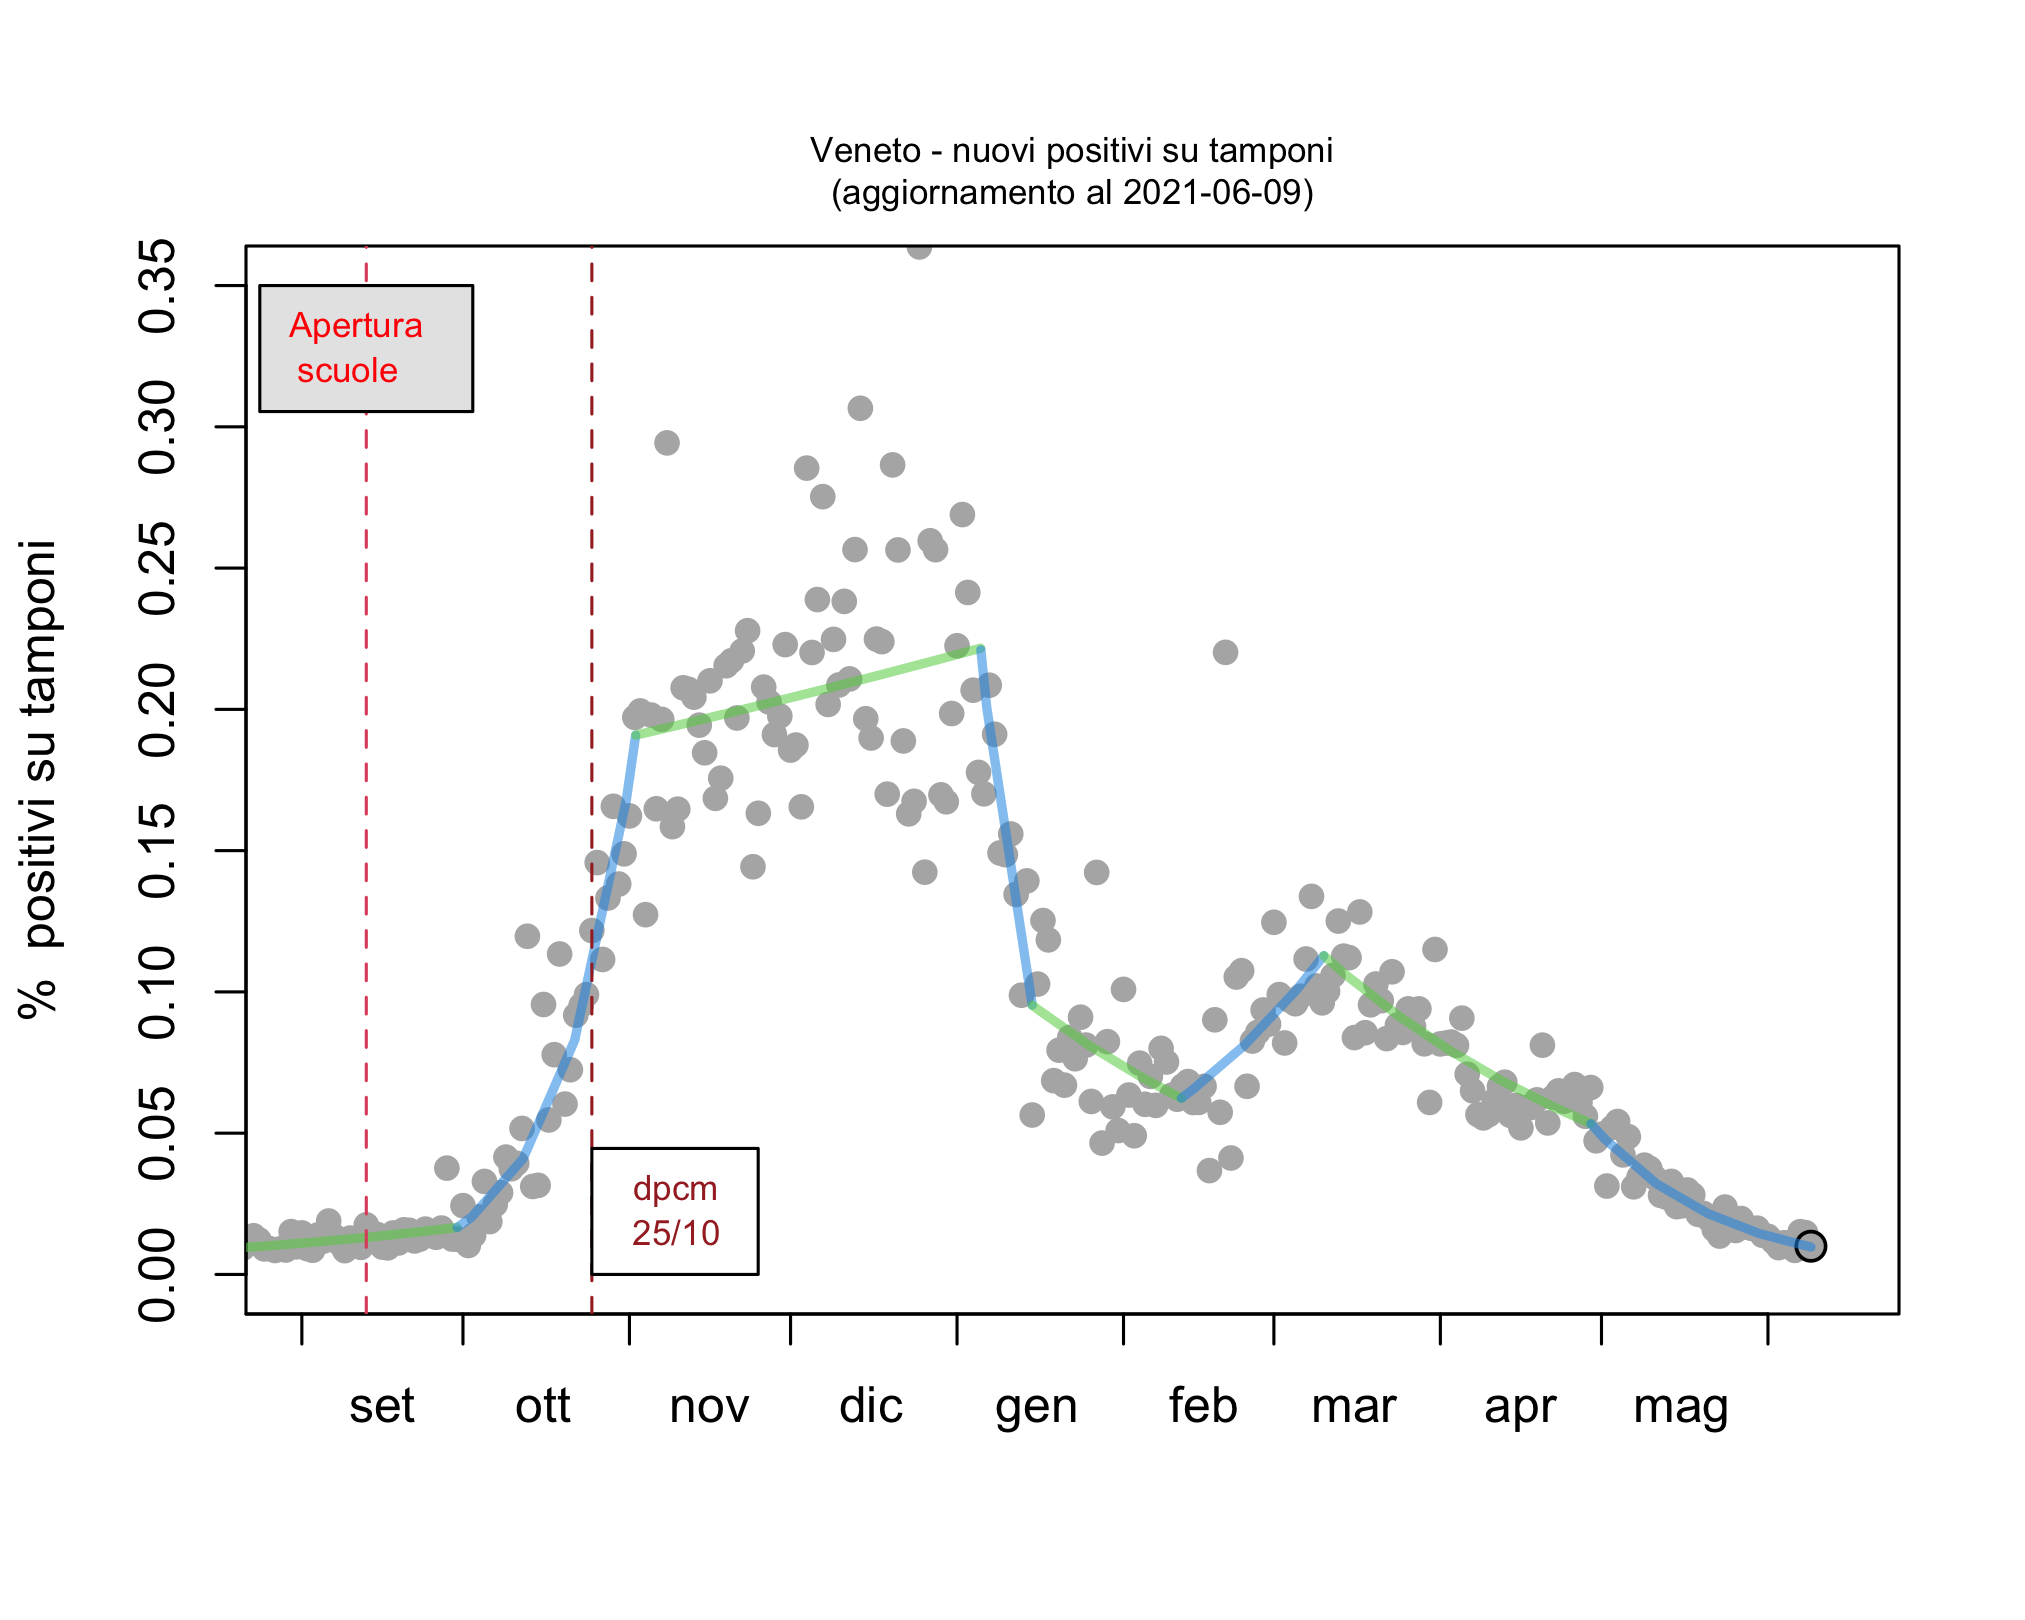 Veneto - nuovi positivi su tamponi
(aggiornamento al 2021-06-09)
% positivi su tamponi
0.35
0.30
0.25
0.20
0.15
0.10
0.05
0.00
Apertura
scuole
dpcm
25/10
set ott nov dic gen feb mar apr mag